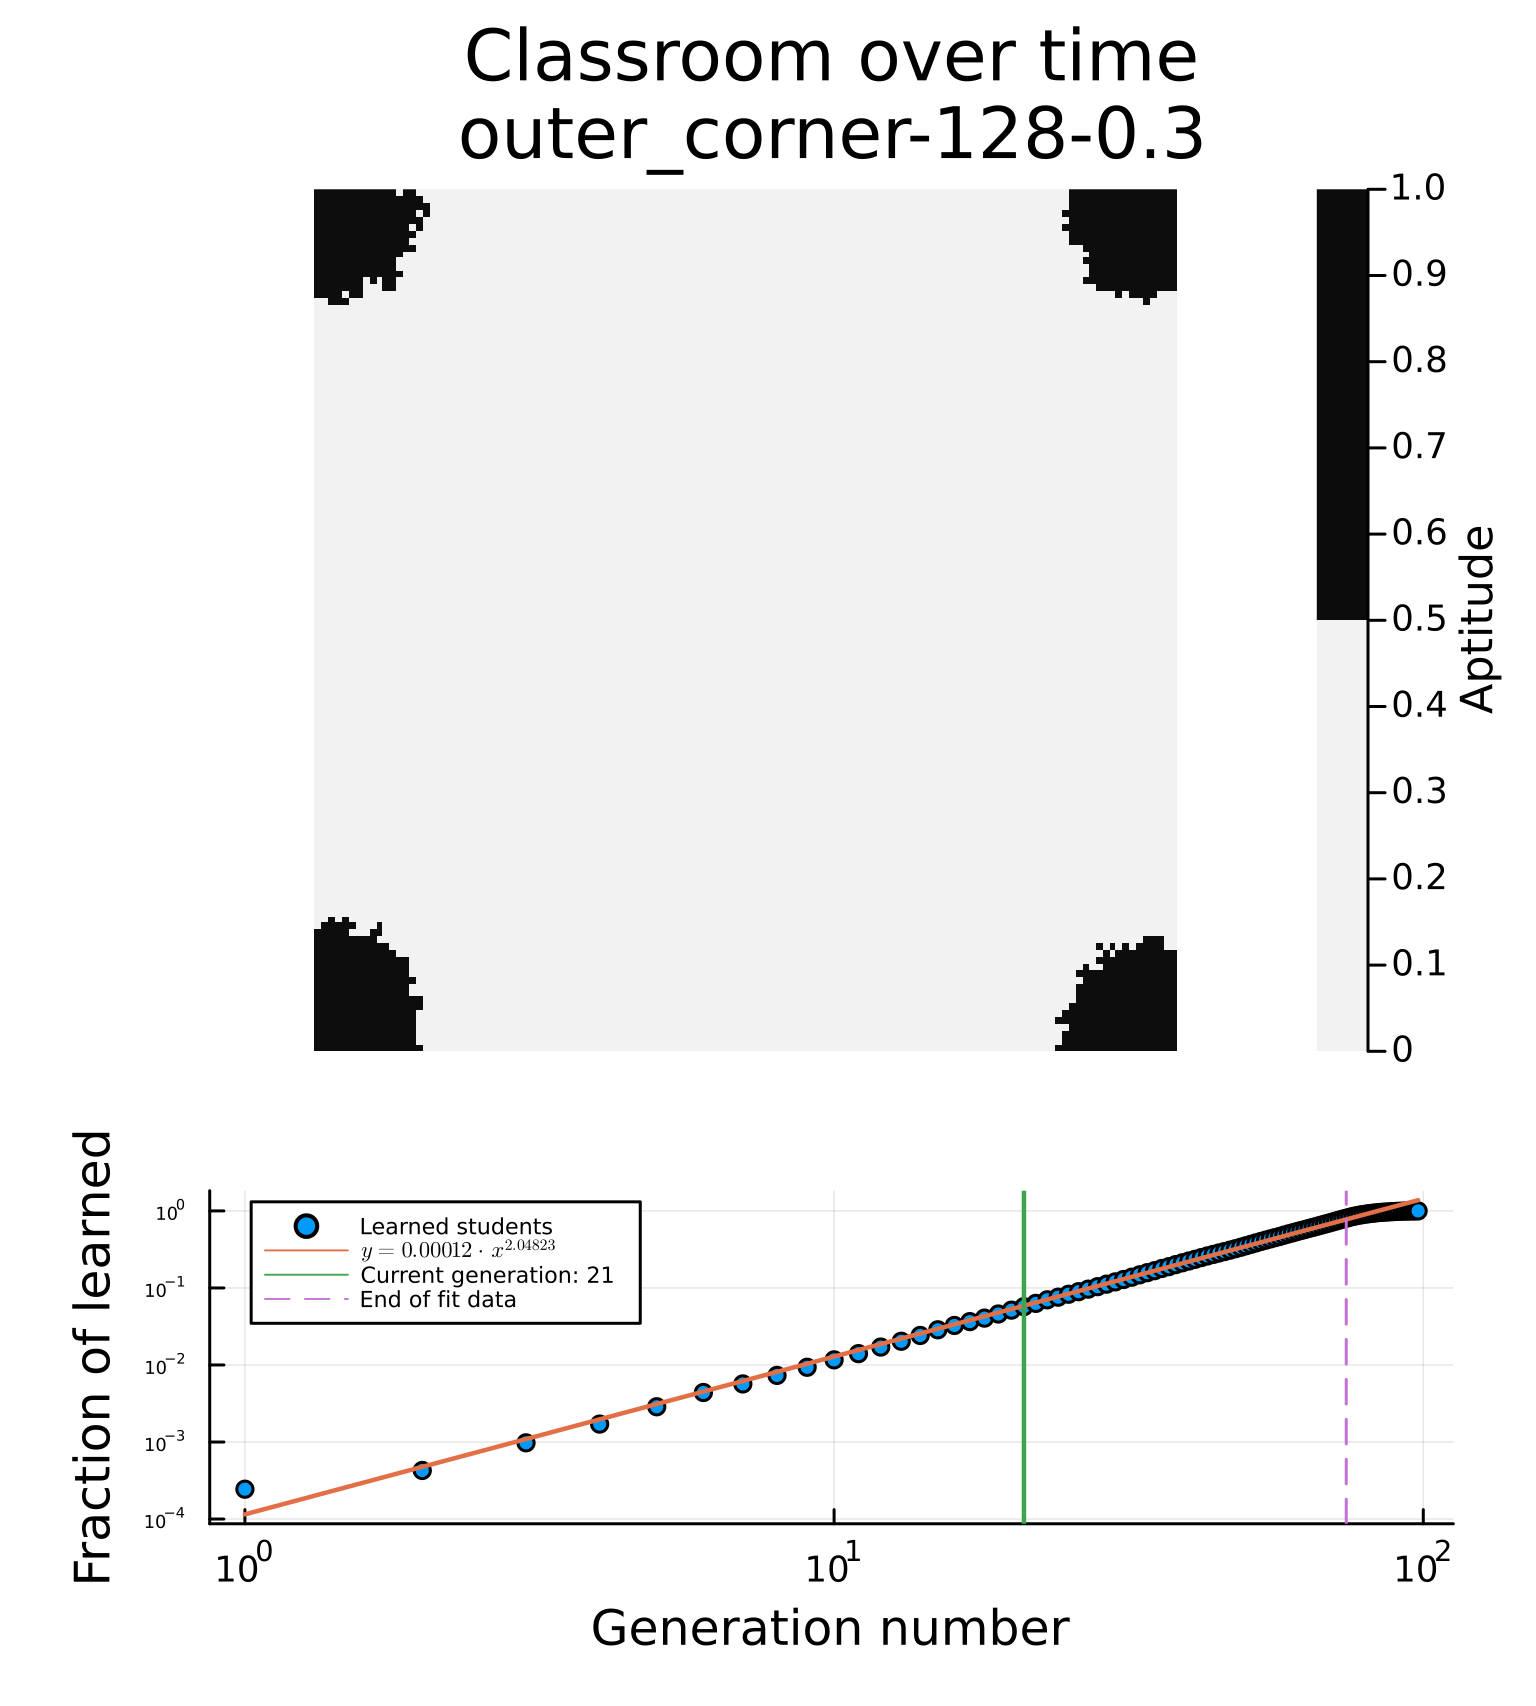 Classroom over time
outer_corner-128-0.3
1.0
0.9
0.8
0.7
0.6
0.5
0.4
0.3
0.2
0.1
0
Aptitude
Fraction of learned
10⁰
10⁻¹
10⁻²
10⁻³
10⁻⁴
Learned students
y = 0.00012 · x^2.04823
Current generation: 21
End of fit data
10⁰ 10¹ 10²
Generation number